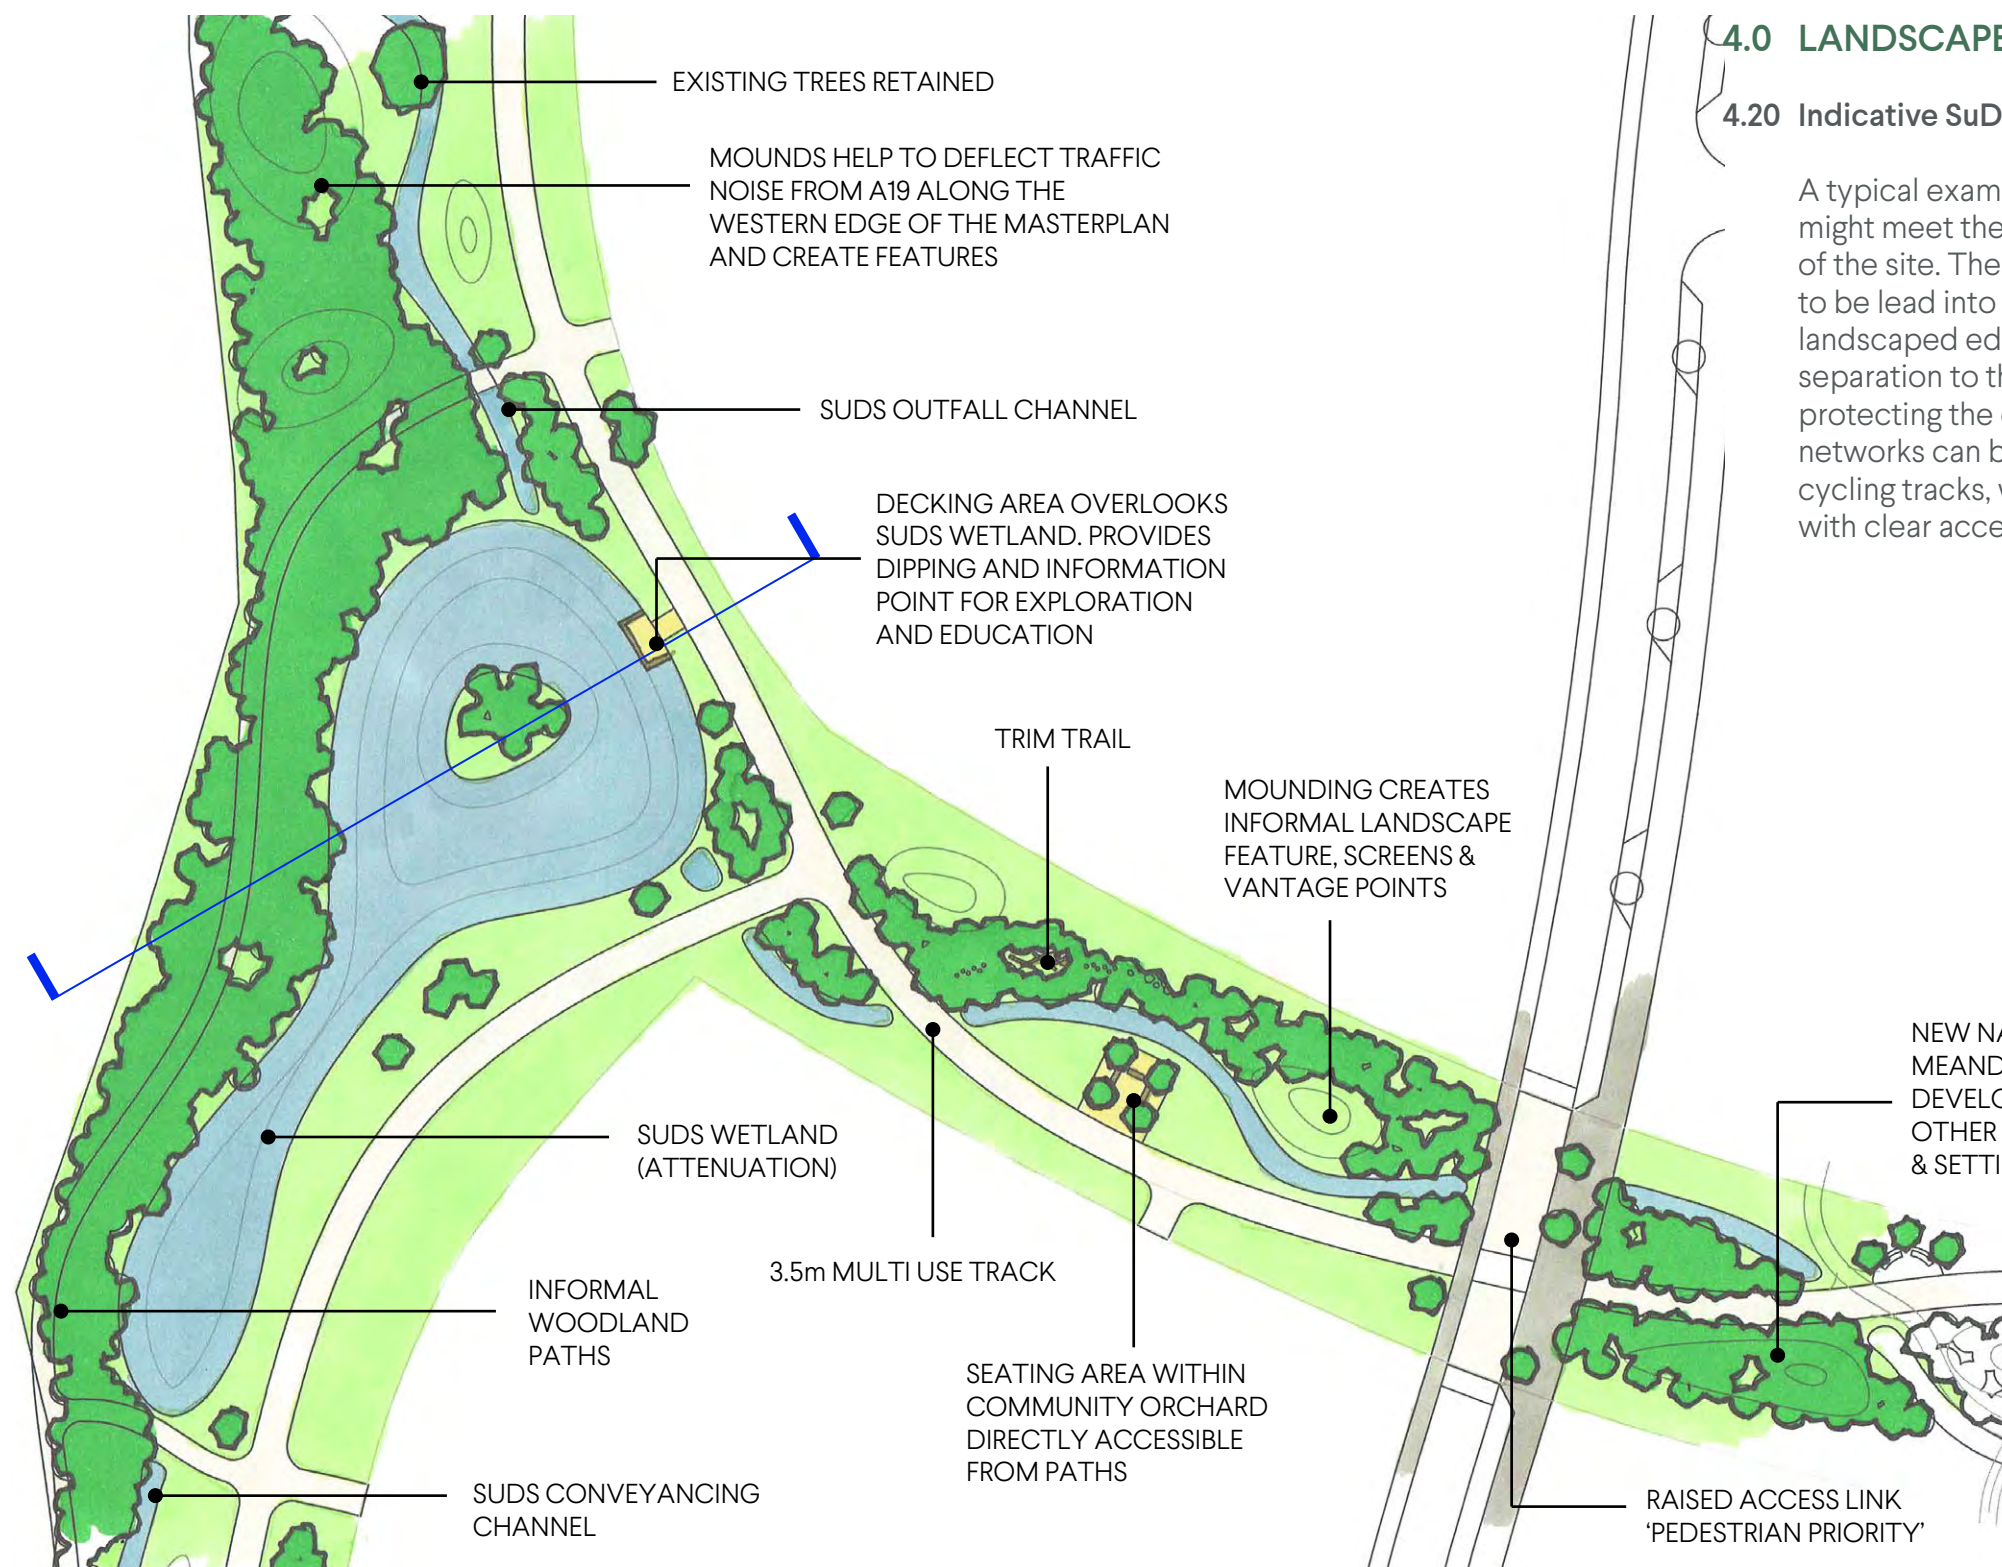 4.0 LANDSCAPE
4.20 Indicative SuD
A typical exam
might meet the
of the site. The
to be lead into
landscaped ed
separation to th
protecting the
networks can b
cycling tracks,
with clear acce
EXISTING TREES RETAINED
MOUNDS HELP TO DEFLECT TRAFFIC
NOISE FROM A19 ALONG THE
WESTERN EDGE OF THE MASTERPLAN
AND CREATE FEATURES
SUDS OUTFALL CHANNEL
DECKING AREA OVERLOOKS
SUDS WETLAND. PROVIDES
DIPPING AND INFORMATION
POINT FOR EXPLORATION
AND EDUCATION
TRIM TRAIL
MOUNDING CREATES
INFORMAL LANDSCAPE
FEATURE, SCREENS &
VANTAGE POINTS
NEW NA
MEAND
DEVELO
OTHER
& SETTI
SUDS WETLAND
(ATTENUATION)
3.5m MULTI USE TRACK
INFORMAL
WOODLAND
PATHS
SEATING AREA WITHIN
COMMUNITY ORCHARD
DIRECTLY ACCESSIBLE
FROM PATHS
SUDS CONVEYANCING
CHANNEL
RAISED ACCESS LINK
‘PEDESTRIAN PRIORITY’